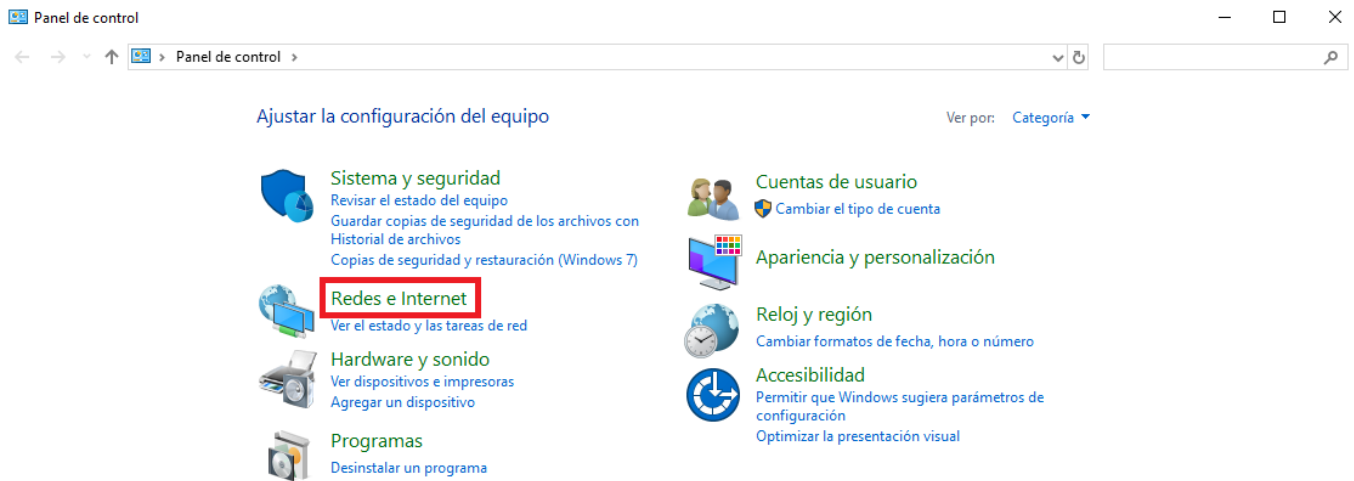 Panel de control
Panel de control
Ajustar la configuración del equipo
Ver por: Categoría
Sistema y seguridad
Revisar el estado del equipo
Guardar copias de seguridad de los archivos con
Historial de archivos
Copias de seguridad y restauración (Windows 7)
Redes e Internet
Ver el estado y las tareas de red
Hardware y sonido
Ver dispositivos e impresoras
Agregar un dispositivo
Programas
Desinstalar un programa
Cuentas de usuario
Cambiar el tipo de cuenta
Apariencia y personalización
Reloj y región
Cambiar formatos de fecha, hora o número
Accesibilidad
Permitir que Windows sugiera parámetros de
configuración
Optimizar la presentación visual